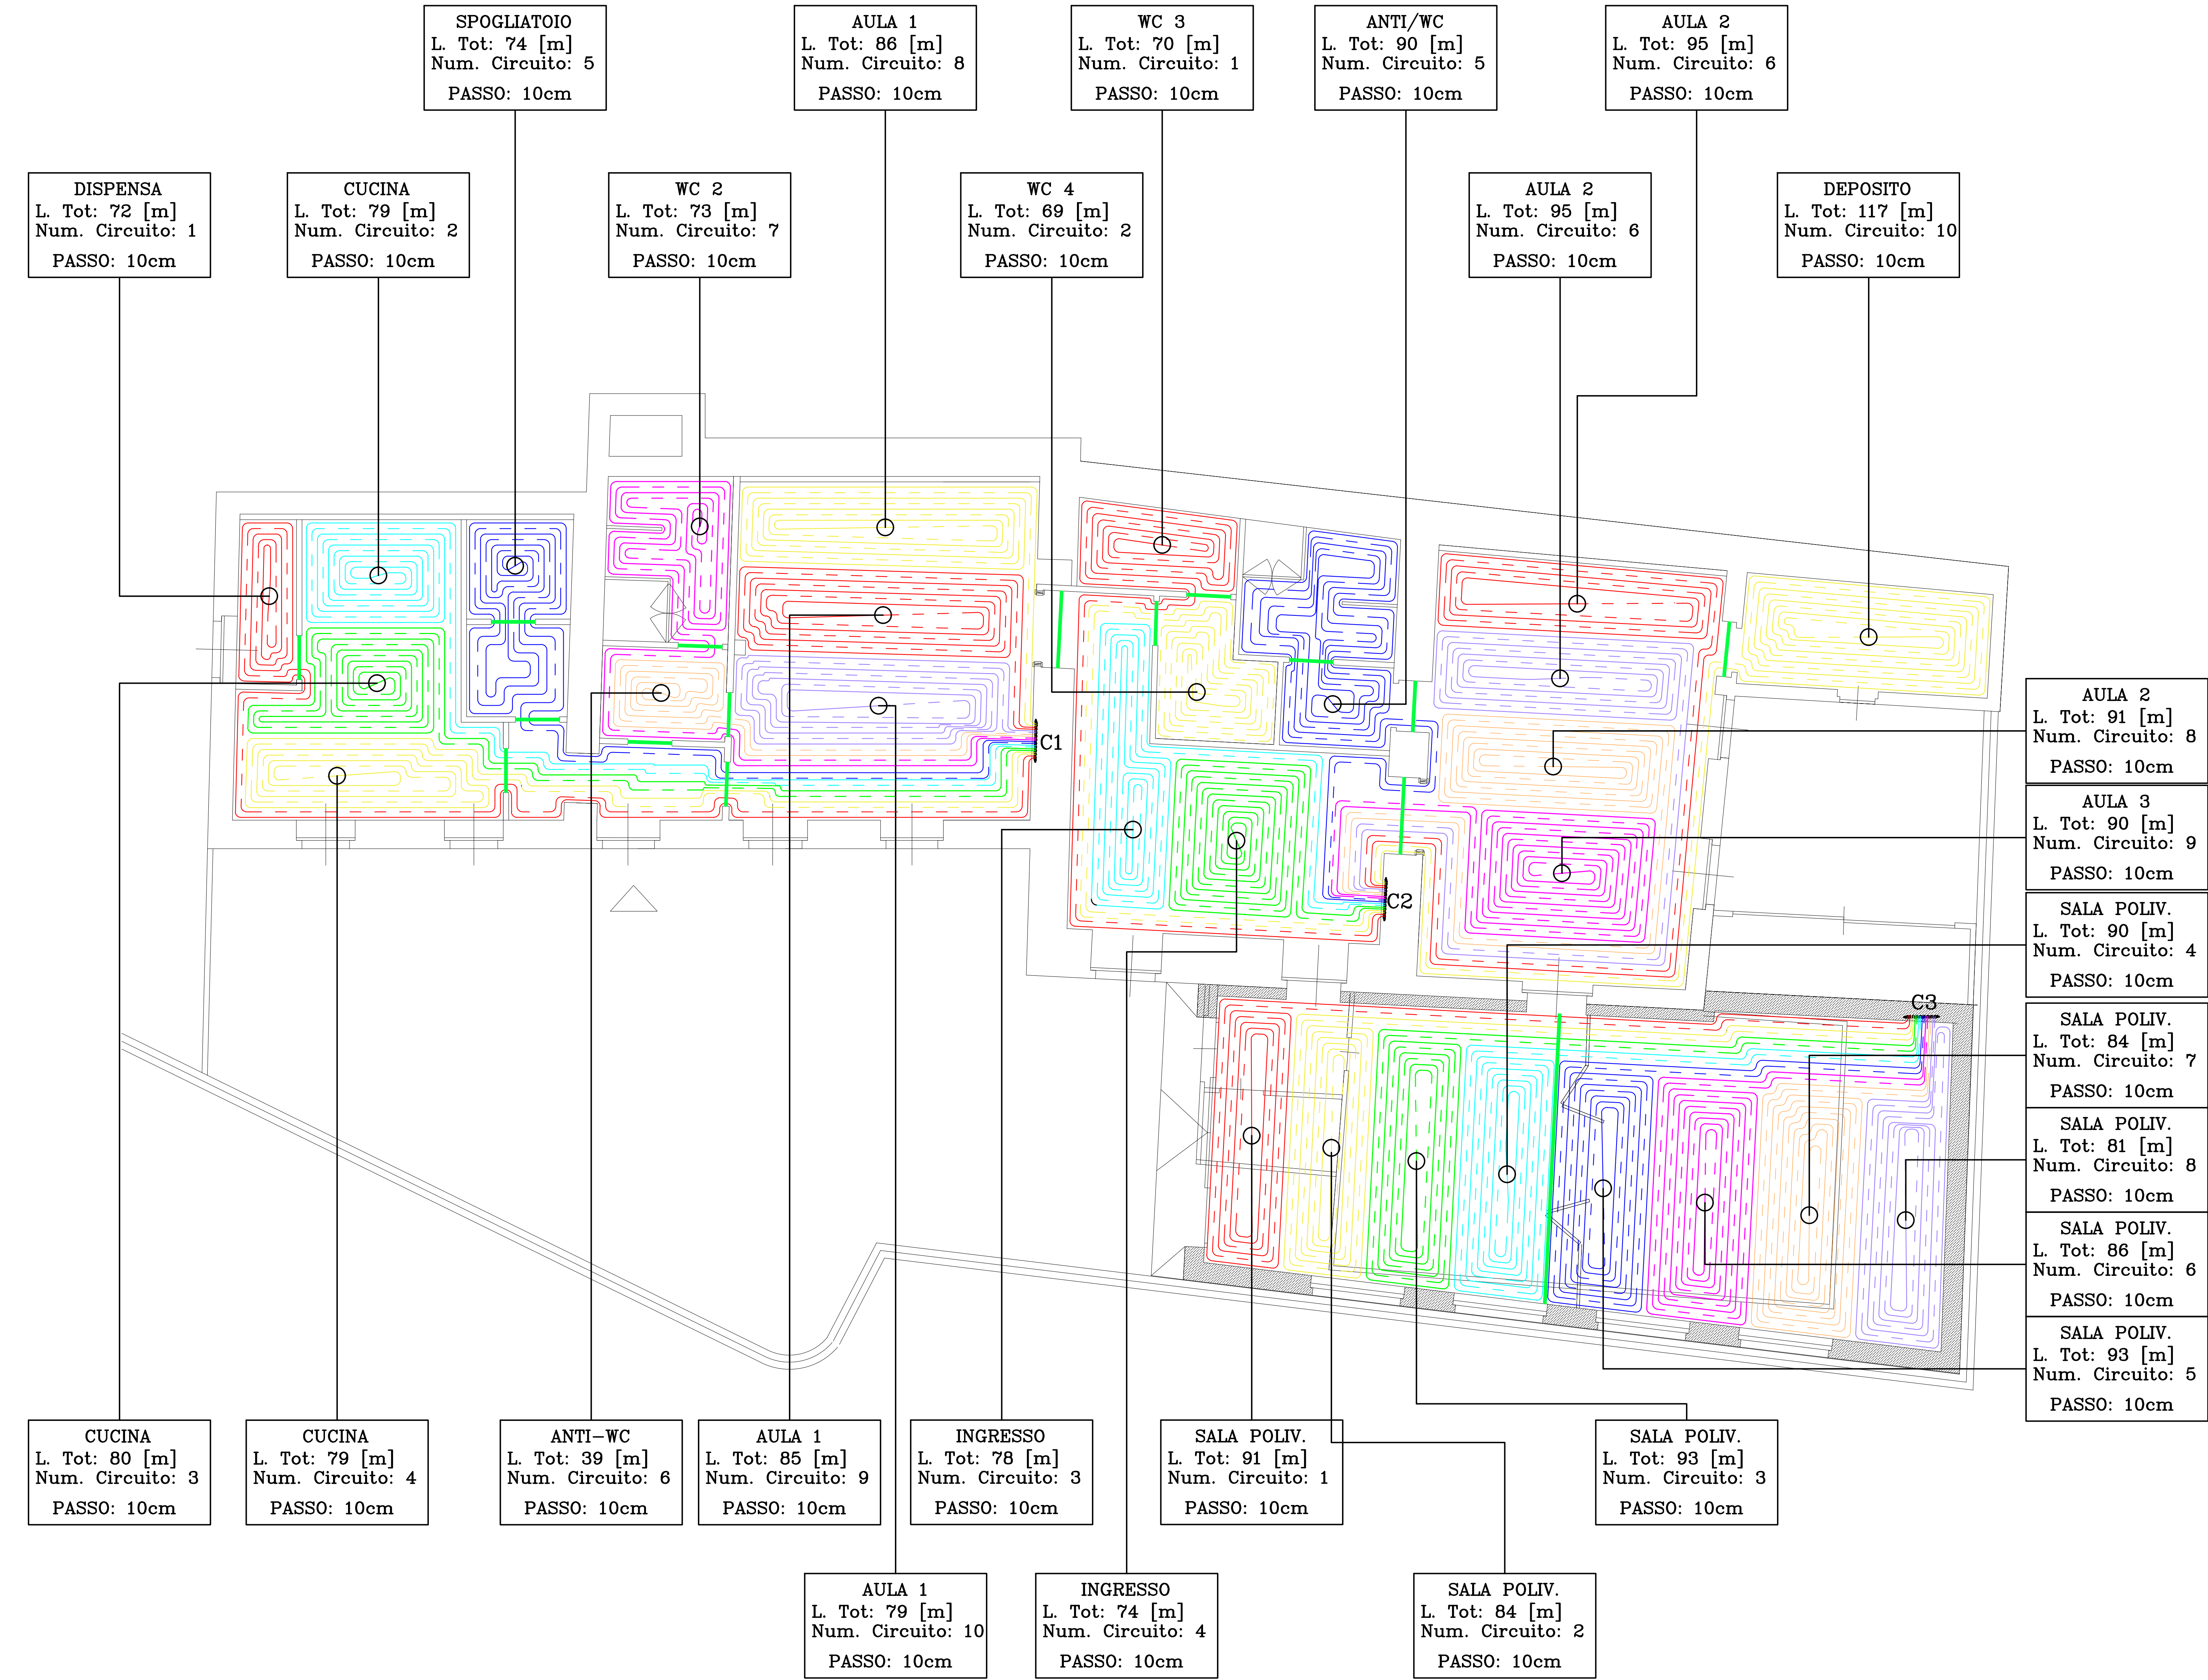 SPOGLIATOIO
L. Tot: 74 [m]
Num. Circuito: 5
PASSO: 10cm
AULA 1
L. Tot: 86 [m]
Num. Circuito: 8
PASSO: 10cm
WC 3
L. Tot: 70 [m]
Num. Circuito: 1
PASSO: 10cm
ANTI/WC
L. Tot: 90 [m]
Num. Circuito: 5
PASSO: 10cm
AULA 2
L. Tot: 95 [m]
Num. Circuito: 6
PASSO: 10cm
DISPENSA
L. Tot: 72 [m]
Num. Circuito: 1
PASSO: 10cm
CUCINA
L. Tot: 79 [m]
Num. Circuito: 2
PASSO: 10cm
WC 2
L. Tot: 73 [m]
Num. Circuito: 7
PASSO: 10cm
WC 4
L. Tot: 69 [m]
Num. Circuito: 2
PASSO: 10cm
AULA 2
L. Tot: 95 [m]
Num. Circuito: 6
PASSO: 10cm
DEPOSITO
L. Tot: 117 [m]
Num. Circuito: 10
PASSO: 10cm
C1
C2
C3
AULA 2
L. Tot: 91 [m]
Num. Circuito: 8
PASSO: 10cm
AULA 3
L. Tot: 90 [m]
Num. Circuito: 9
PASSO: 10cm
SALA POLIV.
L. Tot: 90 [m]
Num. Circuito: 4
PASSO: 10cm
SALA POLIV.
L. Tot: 84 [m]
Num. Circuito: 7
PASSO: 10cm
SALA POLIV.
L. Tot: 81 [m]
Num. Circuito: 8
PASSO: 10cm
SALA POLIV.
L. Tot: 86 [m]
Num. Circuito: 6
PASSO: 10cm
SALA POLIV.
L. Tot: 93 [m]
Num. Circuito: 5
PASSO: 10cm
CUCINA
L. Tot: 80 [m]
Num. Circuito: 3
PASSO: 10cm
CUCINA
L. Tot: 79 [m]
Num. Circuito: 4
PASSO: 10cm
ANTI-WC
L. Tot: 39 [m]
Num. Circuito: 6
PASSO: 10cm
AULA 1
L. Tot: 85 [m]
Num. Circuito: 9
PASSO: 10cm
INGRESSO
L. Tot: 78 [m]
Num. Circuito: 3
PASSO: 10cm
SALA POLIV.
L. Tot: 91 [m]
Num. Circuito: 1
PASSO: 10cm
SALA POLIV.
L. Tot: 93 [m]
Num. Circuito: 3
PASSO: 10cm
AULA 1
L. Tot: 79 [m]
Num. Circuito: 10
PASSO: 10cm
INGRESSO
L. Tot: 74 [m]
Num. Circuito: 4
PASSO: 10cm
SALA POLIV.
L. Tot: 84 [m]
Num. Circuito: 2
PASSO: 10cm